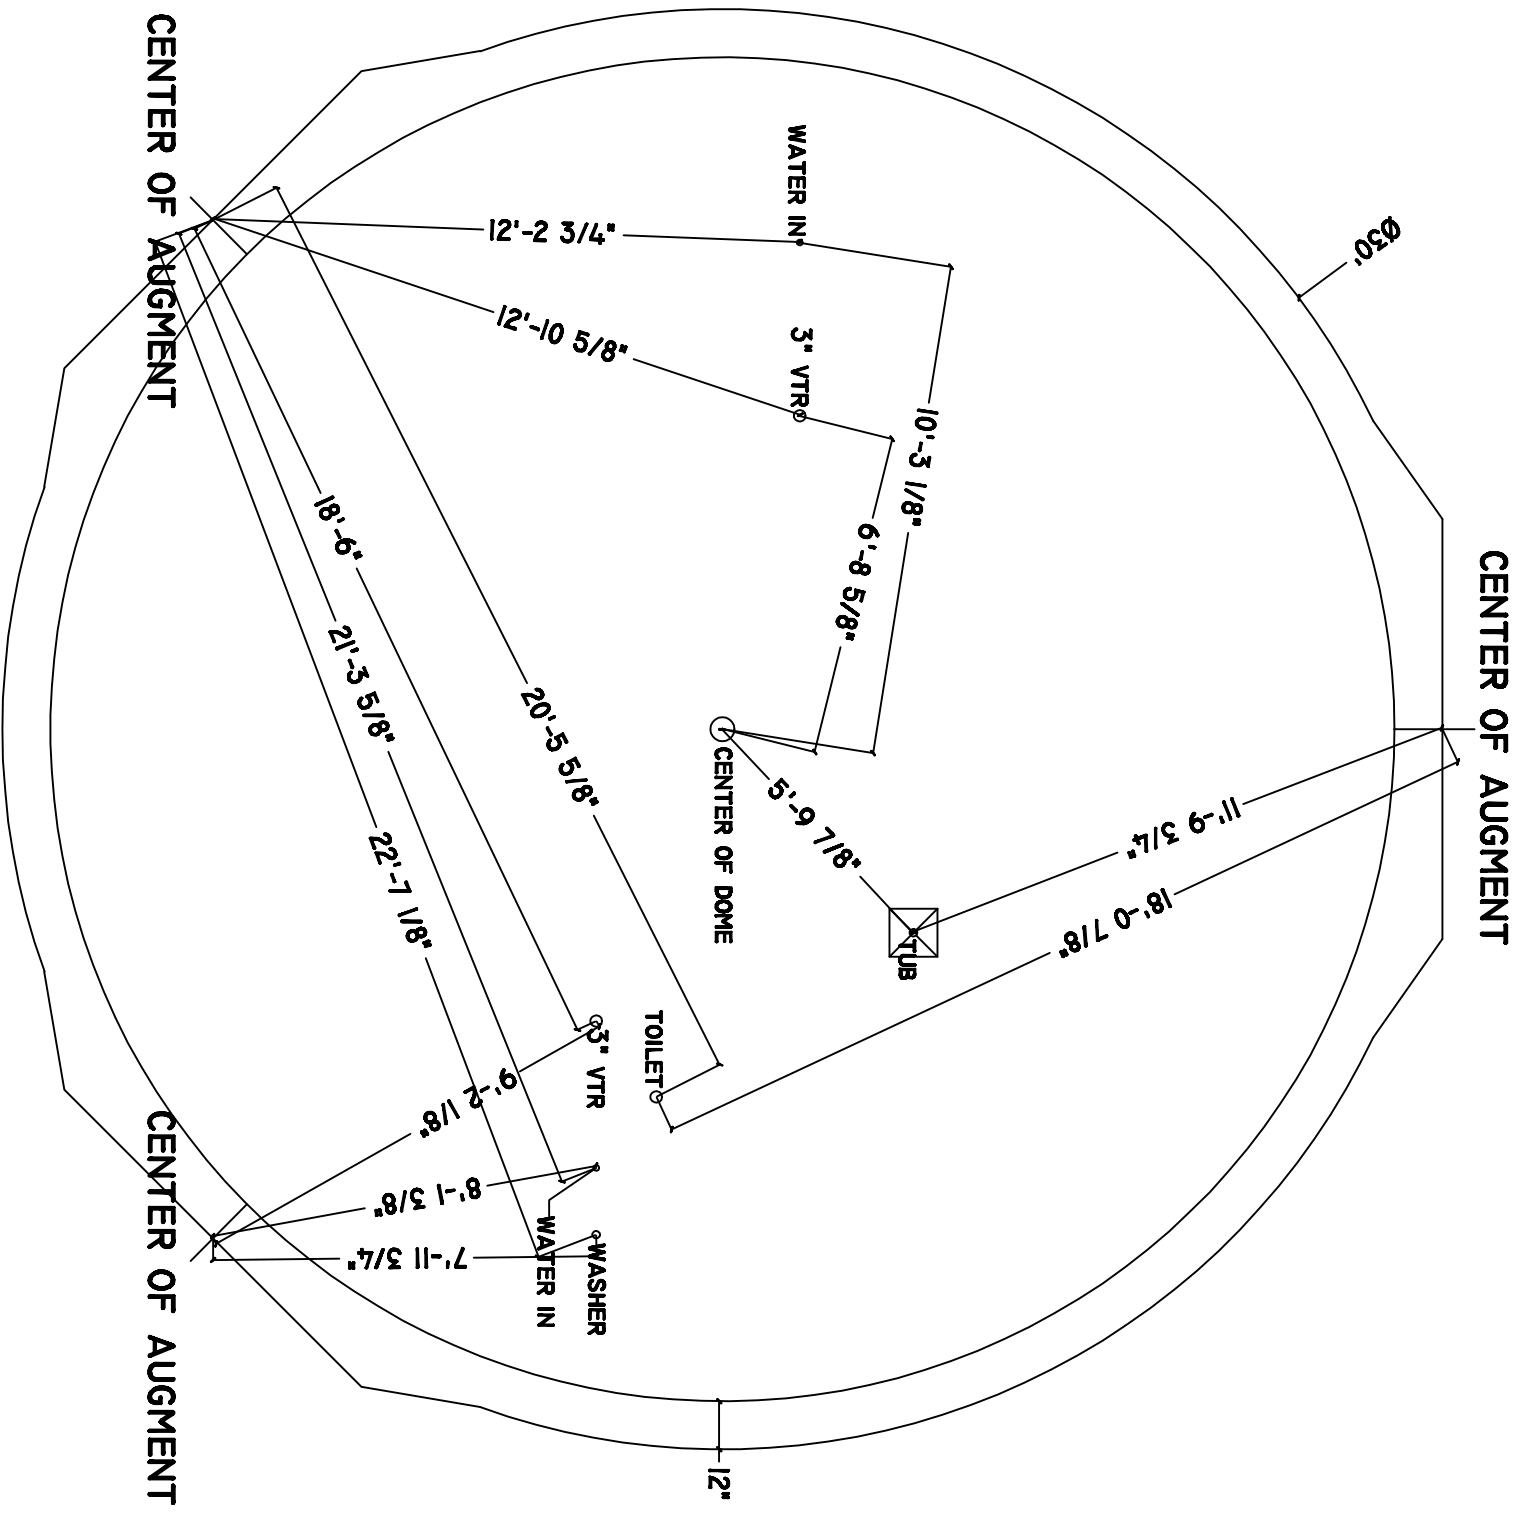 CENTER OF AUGMENT
WATER IN
Ø30'
12'-2 3/4"
12'-10 5/8"
3" VTR
10'-3 1/8"
6'-8 5/8"
CENTER OF AUGMENT
18'-6"
21'-3 5/8"
20'-5 5/8"
22'-7 1/8"
CENTER OF DOME
5'-9 7/8"
11'-9 3/4"
18'-0 7/8"
TUB
TOILET
3" VTR
9'-2 1/8"
8'-1 3/8"
7'-11 3/4"
WATER IN
WASHER
CENTER OF AUGMENT
12"